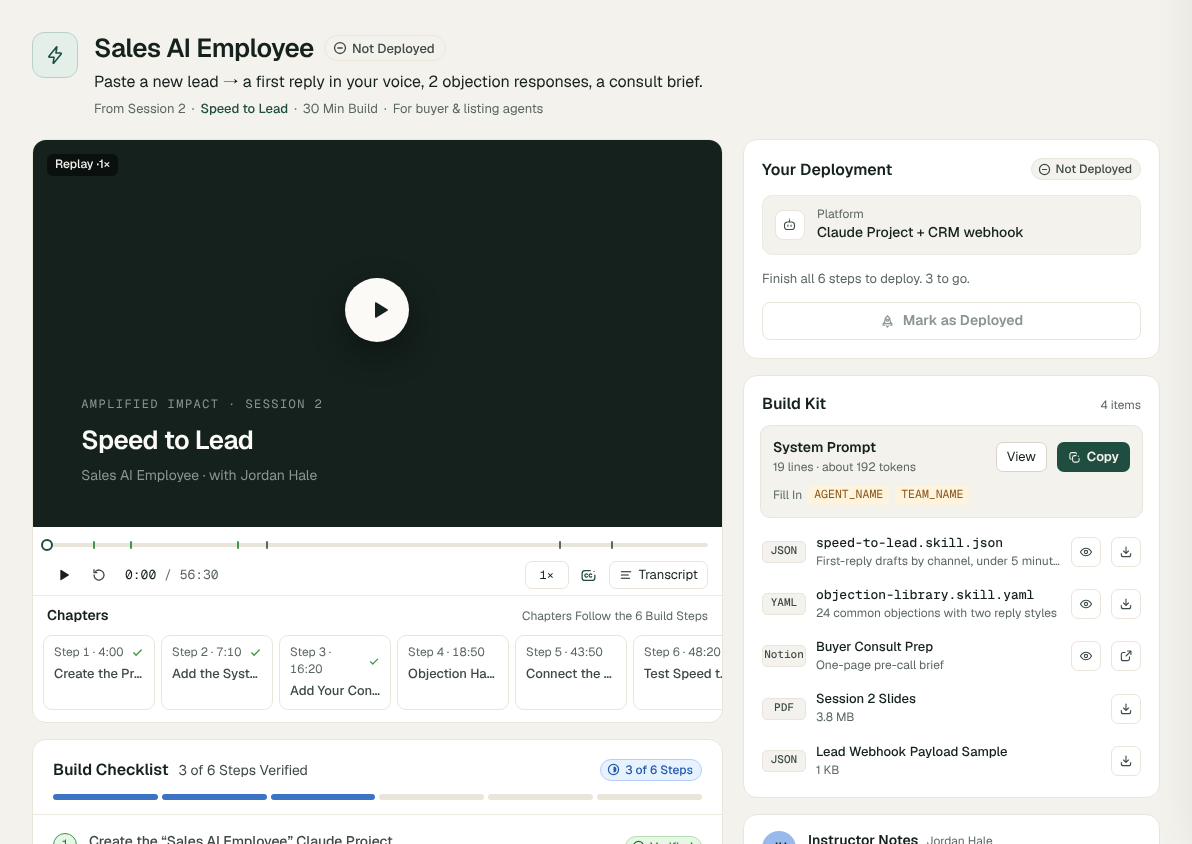 Sales AI Employee
Not Deployed
Paste a new lead → a first reply in your voice, 2 objection responses, a consult brief.
From Session 2 · Speed to Lead · 30 Min Build · For buyer & listing agents
Replay ·1×
AMPLIFIED IMPACT · SESSION 2
Speed to Lead
Sales AI Employee · with Jordan Hale
0:00 / 56:30
1×
CC
Transcript
Chapters
Chapters Follow the 6 Build Steps
Step 1 · 4:00
Create the Pr…
Step 2 · 7:10
Add the Syst…
Step 3 ·
16:20
Add Your Con…
Step 4 · 18:50
Objection Ha…
Step 5 · 43:50
Connect the …
Step 6 · 48:20
Test Speed t
Build Checklist
3 of 6 Steps Verified
3 of 6 Steps
1
Create the “Sales AI Employee” Claude Project
Verified
Your Deployment
Not Deployed
Platform
Claude Project + CRM webhook
Finish all 6 steps to deploy. 3 to go.
Mark as Deployed
Build Kit
4 items
System Prompt
19 lines · about 192 tokens
View
Copy
Fill In AGENT_NAME TEAM_NAME
JSON
speed-to-lead.skill.json
First-reply drafts by channel, under 5 minut…
YAML
objection-library.skill.yaml
24 common objections with two reply styles
Notion
Buyer Consult Prep
One-page pre-call brief
PDF
Session 2 Slides
3.8 MB
JSON
Lead Webhook Payload Sample
1 KB
Instructor Notes Jordan Hale